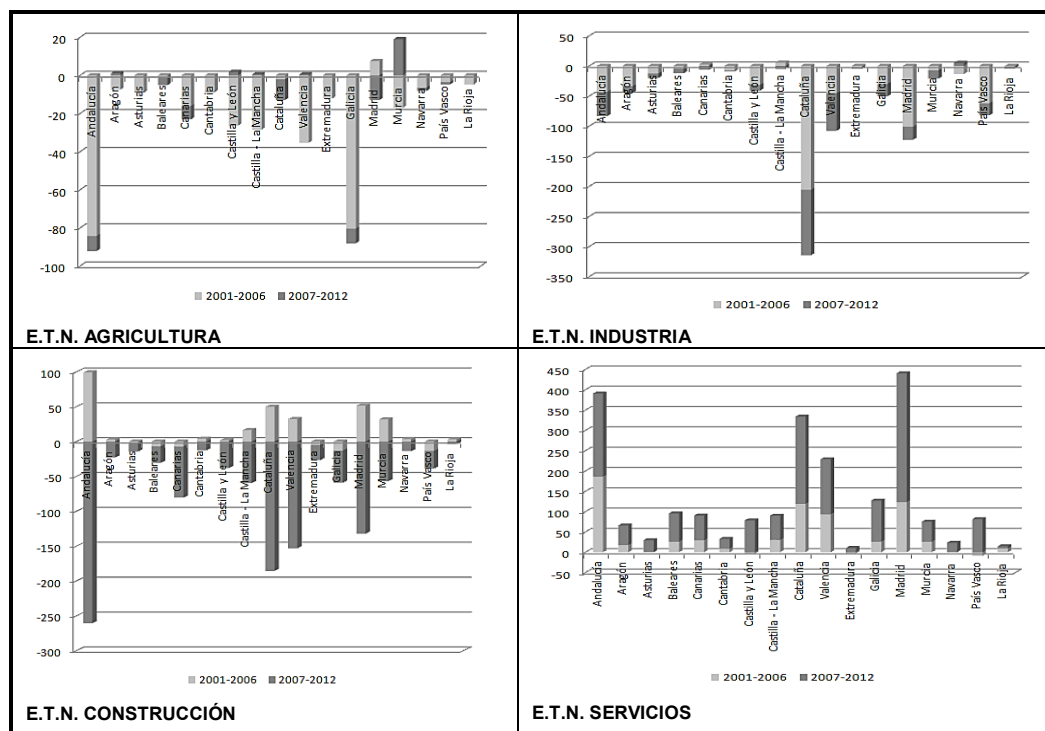 20
0
-20
-40
-60
-80
-100
Andalucía
Aragón
Asturias
Baleares
Canarias
Cantabria
Castilla y León
Castilla - La Mancha
Cataluña
Valencia
Extremadura
Galicia
Madrid
Murcia
Navarra
País Vasco
La Rioja
2001-2006 2007-2012
E.T.N. AGRICULTURA
50
0
-50
-100
-150
-200
-250
-300
-350
Andalucía
Aragón
Asturias
Baleares
Canarias
Cantabria
Castilla y León
Castilla - La Mancha
Cataluña
Valencia
Extremadura
Galicia
Madrid
Murcia
Navarra
País Vasco
La Rioja
2001-2006 2007-2012
E.T.N. INDUSTRIA
100
50
0
-50
-100
-150
-200
-250
-300
Andalucía
Aragón
Asturias
Baleares
Canarias
Cantabria
Castilla y León
Castilla - La Mancha
Cataluña
Valencia
Extremadura
Galicia
Madrid
Murcia
Navarra
País Vasco
La Rioja
2001-2006 2007-2012
E.T.N. CONSTRUCCIÓN
450
400
350
300
250
200
150
100
50
0
-50
Andalucía
Aragón
Asturias
Baleares
Canarias
Cantabria
Castilla y León
Castilla - La Mancha
Cataluña
Valencia
Extremadura
Galicia
Madrid
Murcia
Navarra
País Vasco
La Rioja
2001-2006 2007-2012
E.T.N. SERVICIOS